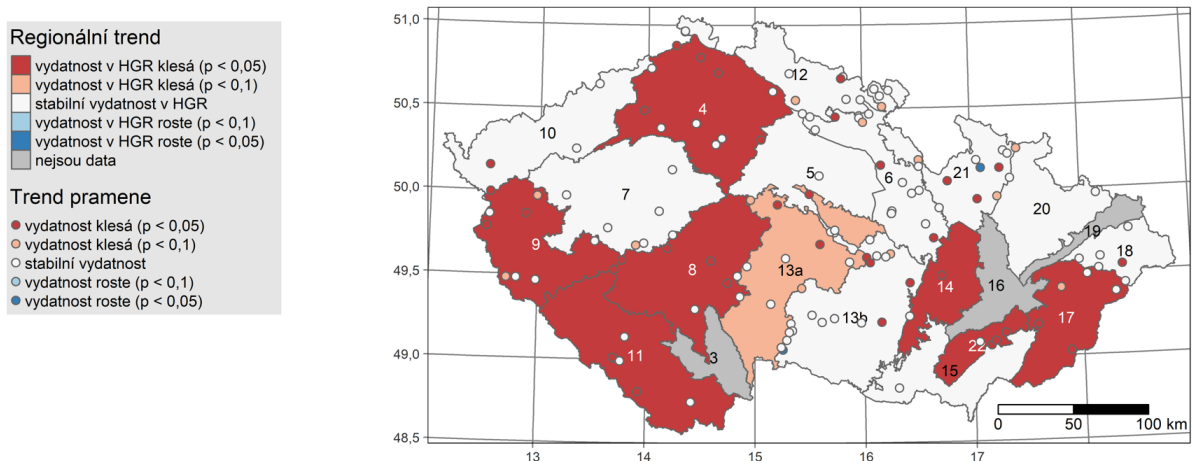 Regionální trend
vydatnost v HGR klesá (p < 0,05)
vydatnost v HGR klesá (p < 0,1)
stabilní vydatnost v HGR
vydatnost v HGR roste (p < 0,1)
vydatnost v HGR roste (p < 0,05)
nejsou data
Trend pramene
vydatnost klesá (p < 0,05)
vydatnost klesá (p < 0,1)
stabilní vydatnost
vydatnost roste (p < 0,1)
vydatnost roste (p < 0,05)
51,0
50,5
50,0
49,5
49,0
48,5
12
4
10
5
6
21
7
20
19
9
8
13a
18
16
14
13b
17
11
3
22
15
0 50 100 km
13 14 15 16 17